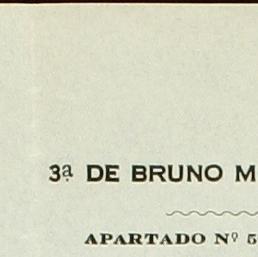 3ª DE BRUNO M
APARTADO Nº 5